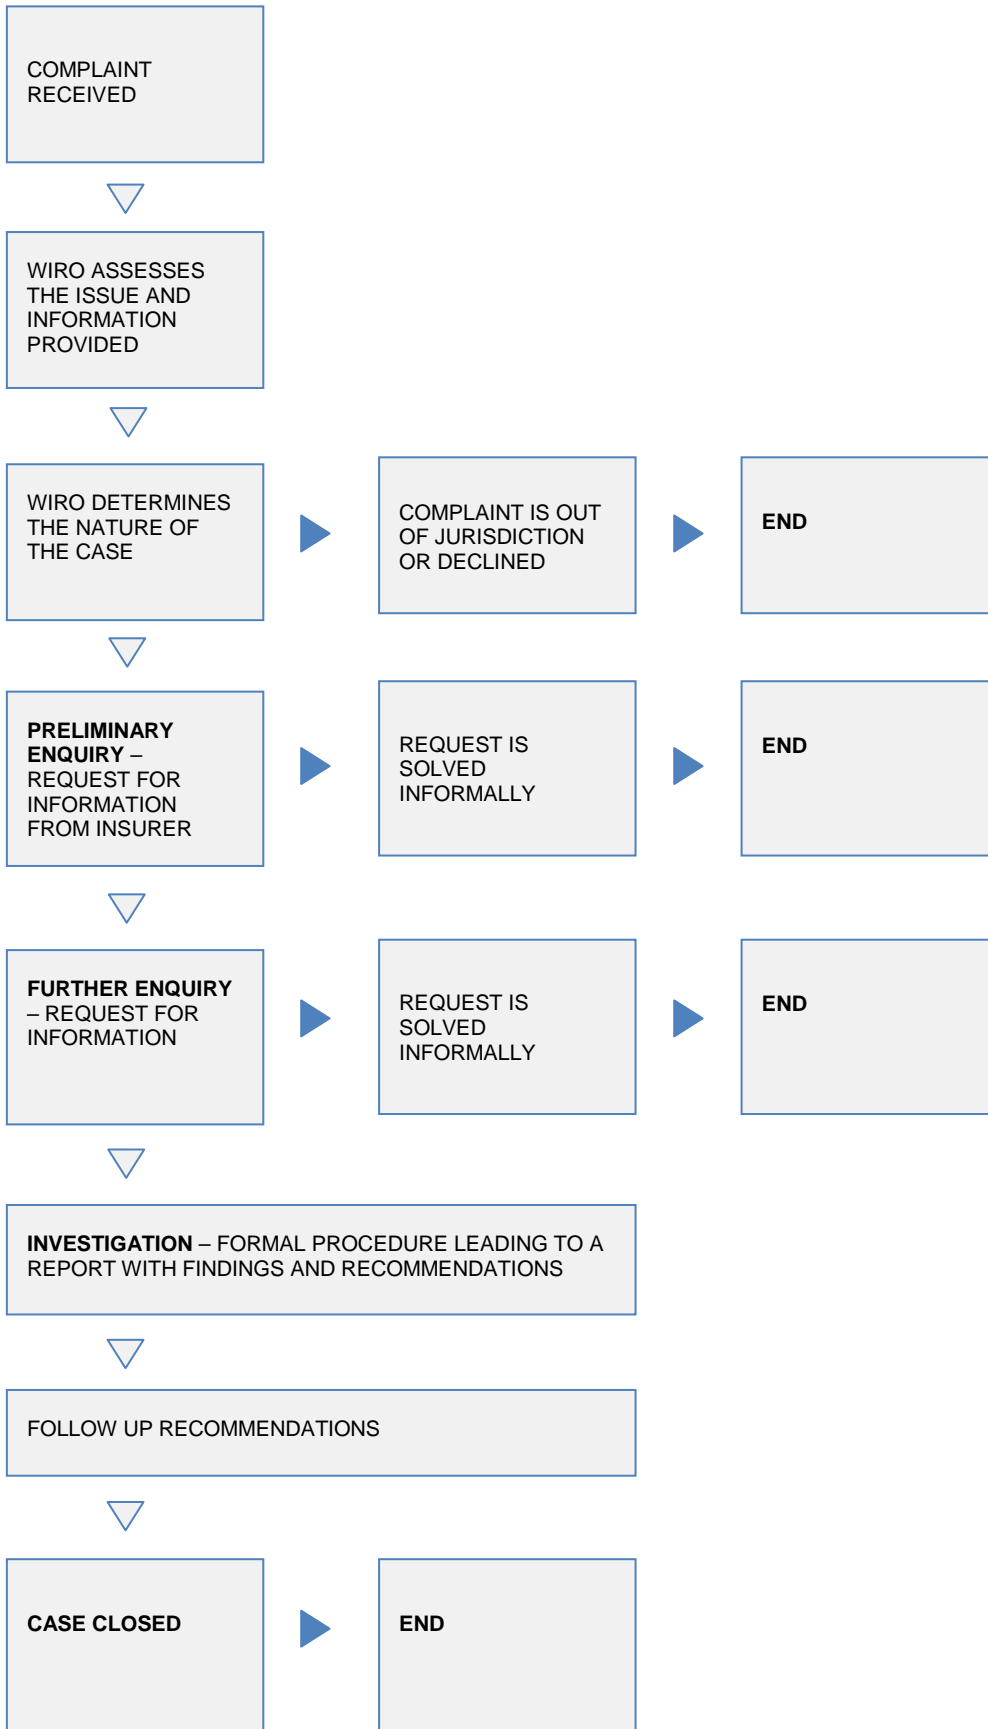 COMPLAINT
RECEIVED
WIRO ASSESSES
THE ISSUE AND
INFORMATION
PROVIDED
WIRO DETERMINES
THE NATURE OF
THE CASE
COMPLAINT IS OUT
OF JURISDICTION
OR DECLINED
END
PRELIMINARY
ENQUIRY –
REQUEST FOR
INFORMATION
FROM INSURER
REQUEST IS
SOLVED
INFORMALLY
END
FURTHER ENQUIRY
– REQUEST FOR
INFORMATION
REQUEST IS
SOLVED
INFORMALLY
END
INVESTIGATION – FORMAL PROCEDURE LEADING TO A
REPORT WITH FINDINGS AND RECOMMENDATIONS
FOLLOW UP RECOMMENDATIONS
CASE CLOSED
END